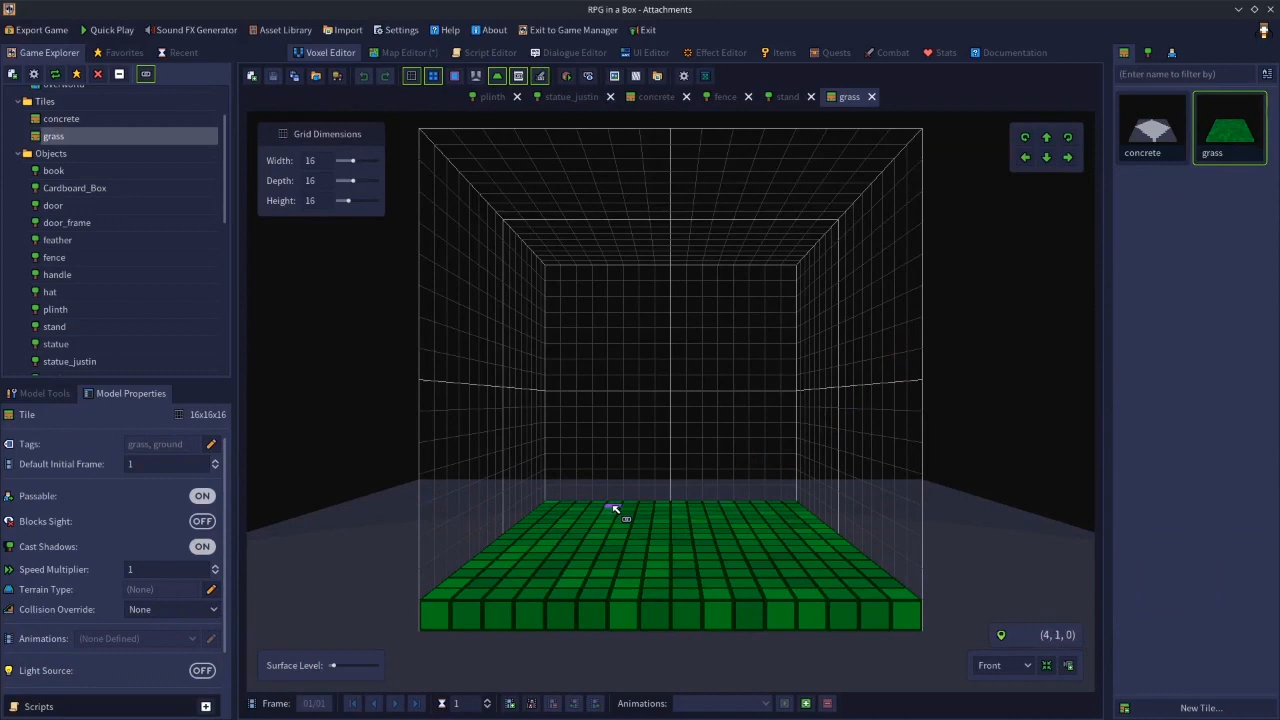 RPG in a Box - Attachments
Export Game Quick Play Sound FX Generator Asset Library Import Settings Help About Exit to Game Manager Exit
Game Explorer Favorites Recent
Voxel Editor Map Editor (*) Script Editor Dialogue Editor UI Editor Effect Editor Items Quests Combat Stats Documentation
plinth statue_justin concrete fence stand grass
(Enter name to filter by)
overworld
Tiles
concrete
grass
Objects
book
Cardboard_Box
door
door_frame
feather
fence
handle
hat
plinth
stand
statue
statue_justin
Model Tools Model Properties
Tile 16x16x16
Tags: grass, ground
Default Initial Frame: 1
Passable: ON
Blocks Sight: OFF
Cast Shadows: ON
Speed Multiplier: 1
Terrain Type: (None)
Collision Override: None
Animations: (None Defined)
Light Source: OFF
Scripts
Grid Dimensions
Width: 16
Depth: 16
Height: 16
Surface Level:
(4, 1, 0)
Front
Frame: 01/01 1 Animations:
concrete grass
New Tile...